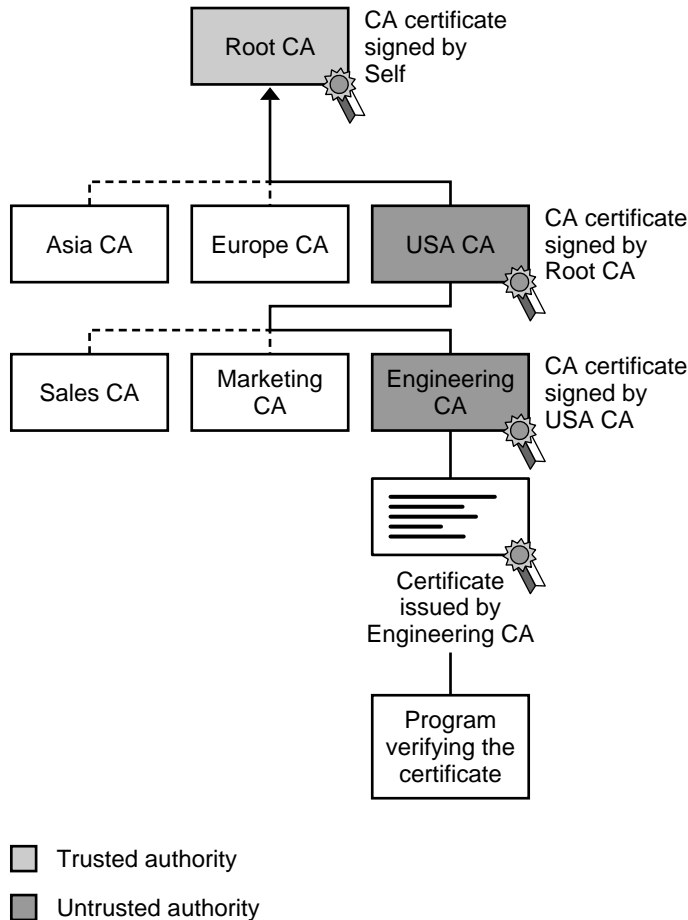 Root CA
CA certificate
signed by
Self
Asia CA
Europe CA
USA CA
CA certificate
signed by
Root CA
Sales CA
Marketing
CA
Engineering
CA
CA certificate
signed by
USA CA
Certificate
issued by
Engineering CA
Program
verifying the
certificate
Trusted authority
Untrusted authority